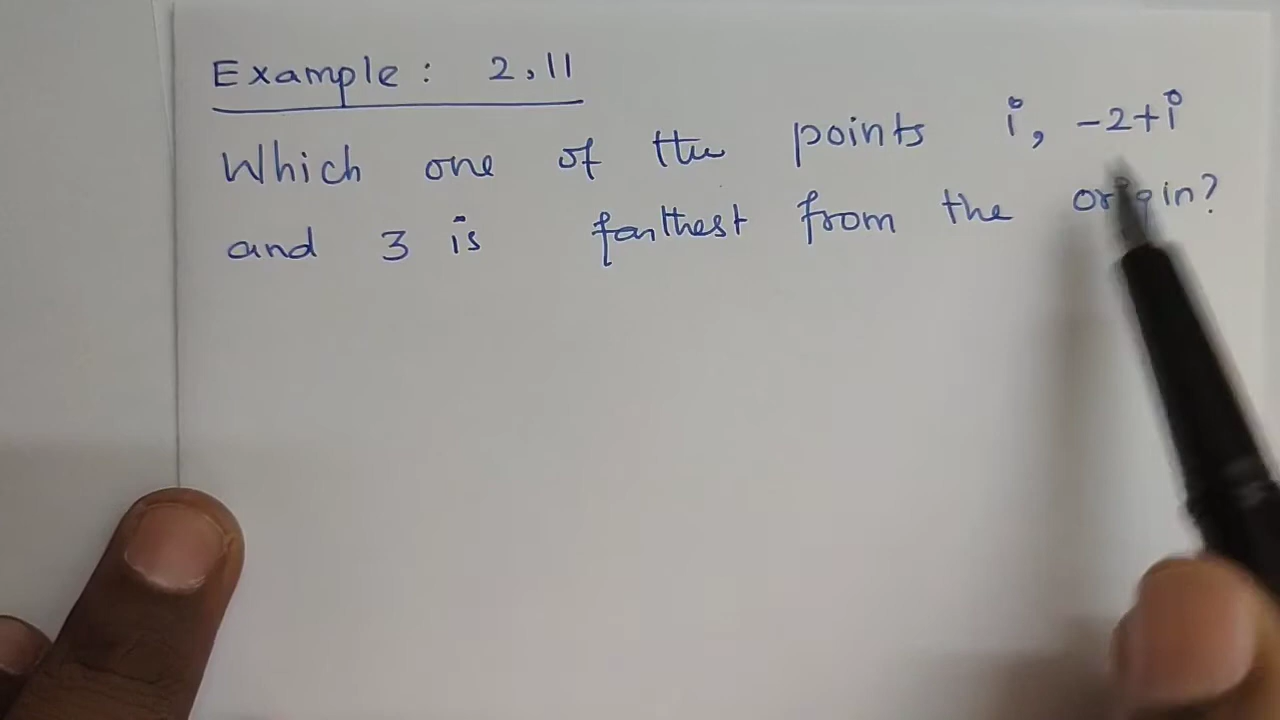 Example: 2.11
Which one of the points i, -2+i
and 3 is farthest from the origin?